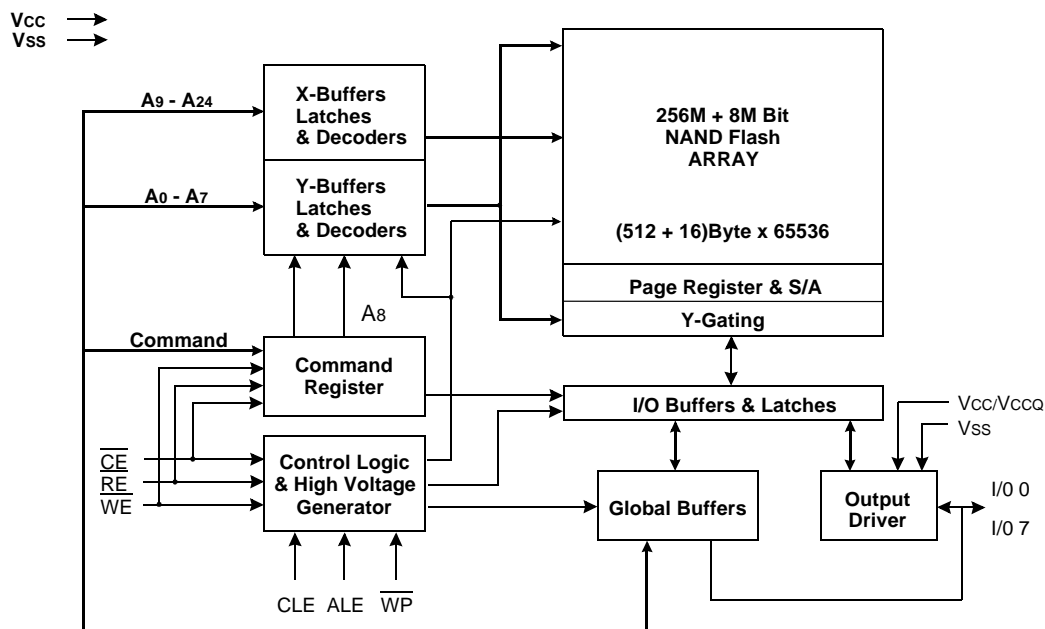 VCC
VSS
A9 - A24
X-Buffers
Latches
& Decoders
256M + 8M Bit
NAND Flash
ARRAY
A0 - A7
Y-Buffers
Latches
& Decoders
(512 + 16)Byte x 65536
Page Register & S/A
Y-Gating
A8
Command
Command
Register
I/O Buffers & Latches
VCC/VCCQ
VSS
CE
RE
WE
Control Logic
& High Voltage
Generator
Global Buffers
Output
Driver
I/0 0
I/0 7
CLE ALE WP